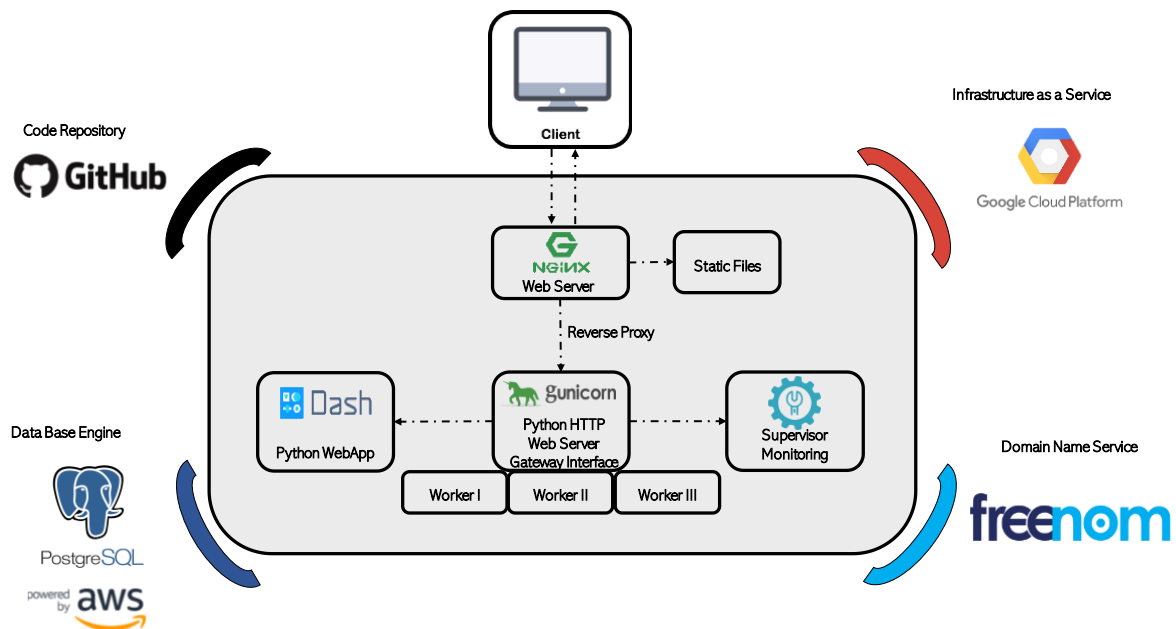 Client
Code Repository
GitHub
Infrastructure as a Service
Google Cloud Platform
NGINX
Web Server
Static Files
Reverse Proxy
Dash
Python WebApp
gunicorn
Python HTTP
Web Server
Gateway Interface
Supervisor
Monitoring
Worker I
Worker II
Worker III
Data Base Engine
PostgreSQL
powered
by
aws
Domain Name Service
freenom